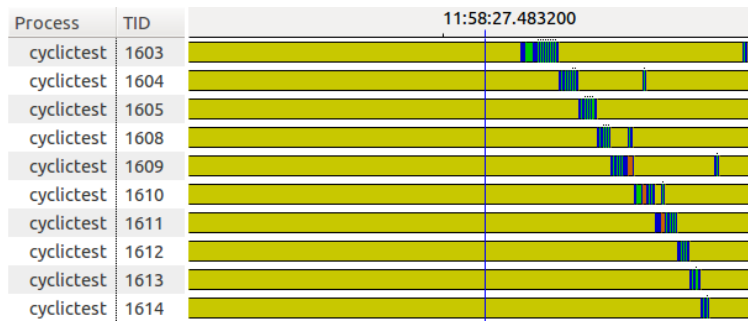 Process TID 11:58:27.483200
cyclictest 1603
cyclictest 1604
cyclictest 1605
cyclictest 1608
cyclictest 1609
cyclictest 1610
cyclictest 1611
cyclictest 1612
cyclictest 1613
cyclictest 1614